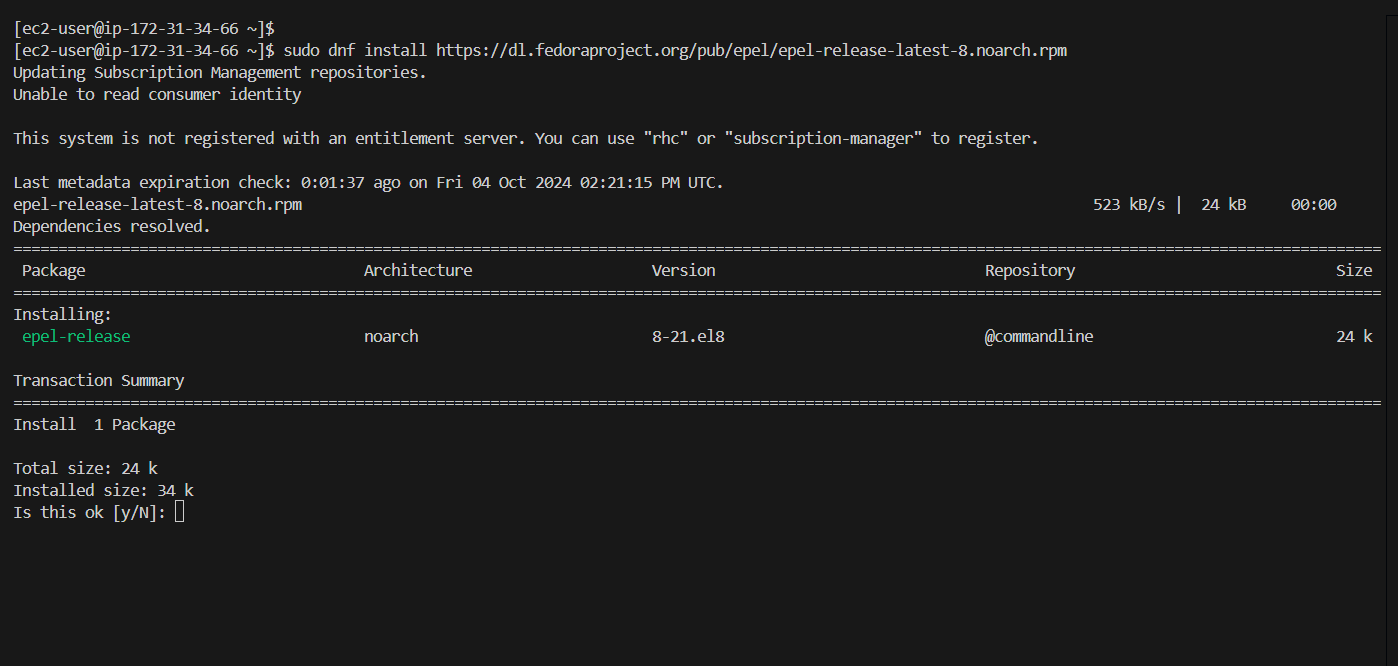 [ec2-user@ip-172-31-34-66 ~]$
[ec2-user@ip-172-31-34-66 ~]$ sudo dnf install https://dl.fedoraproject.org/pub/epel/epel-release-latest-8.noarch.rpm
Updating Subscription Management repositories.
Unable to read consumer identity

This system is not registered with an entitlement server. You can use "rhc" or "subscription-manager" to register.

Last metadata expiration check: 0:01:37 ago on Fri 04 Oct 2024 02:21:15 PM UTC.
epel-release-latest-8.noarch.rpm 523 kB/s | 24 kB 00:00
Dependencies resolved.
================================================================================
Package Architecture Version Repository Size
================================================================================
Installing:
epel-release noarch 8-21.el8 @commandline 24 k

Transaction Summary
================================================================================
Install 1 Package

Total size: 24 k
Installed size: 34 k
Is this ok [y/N]: